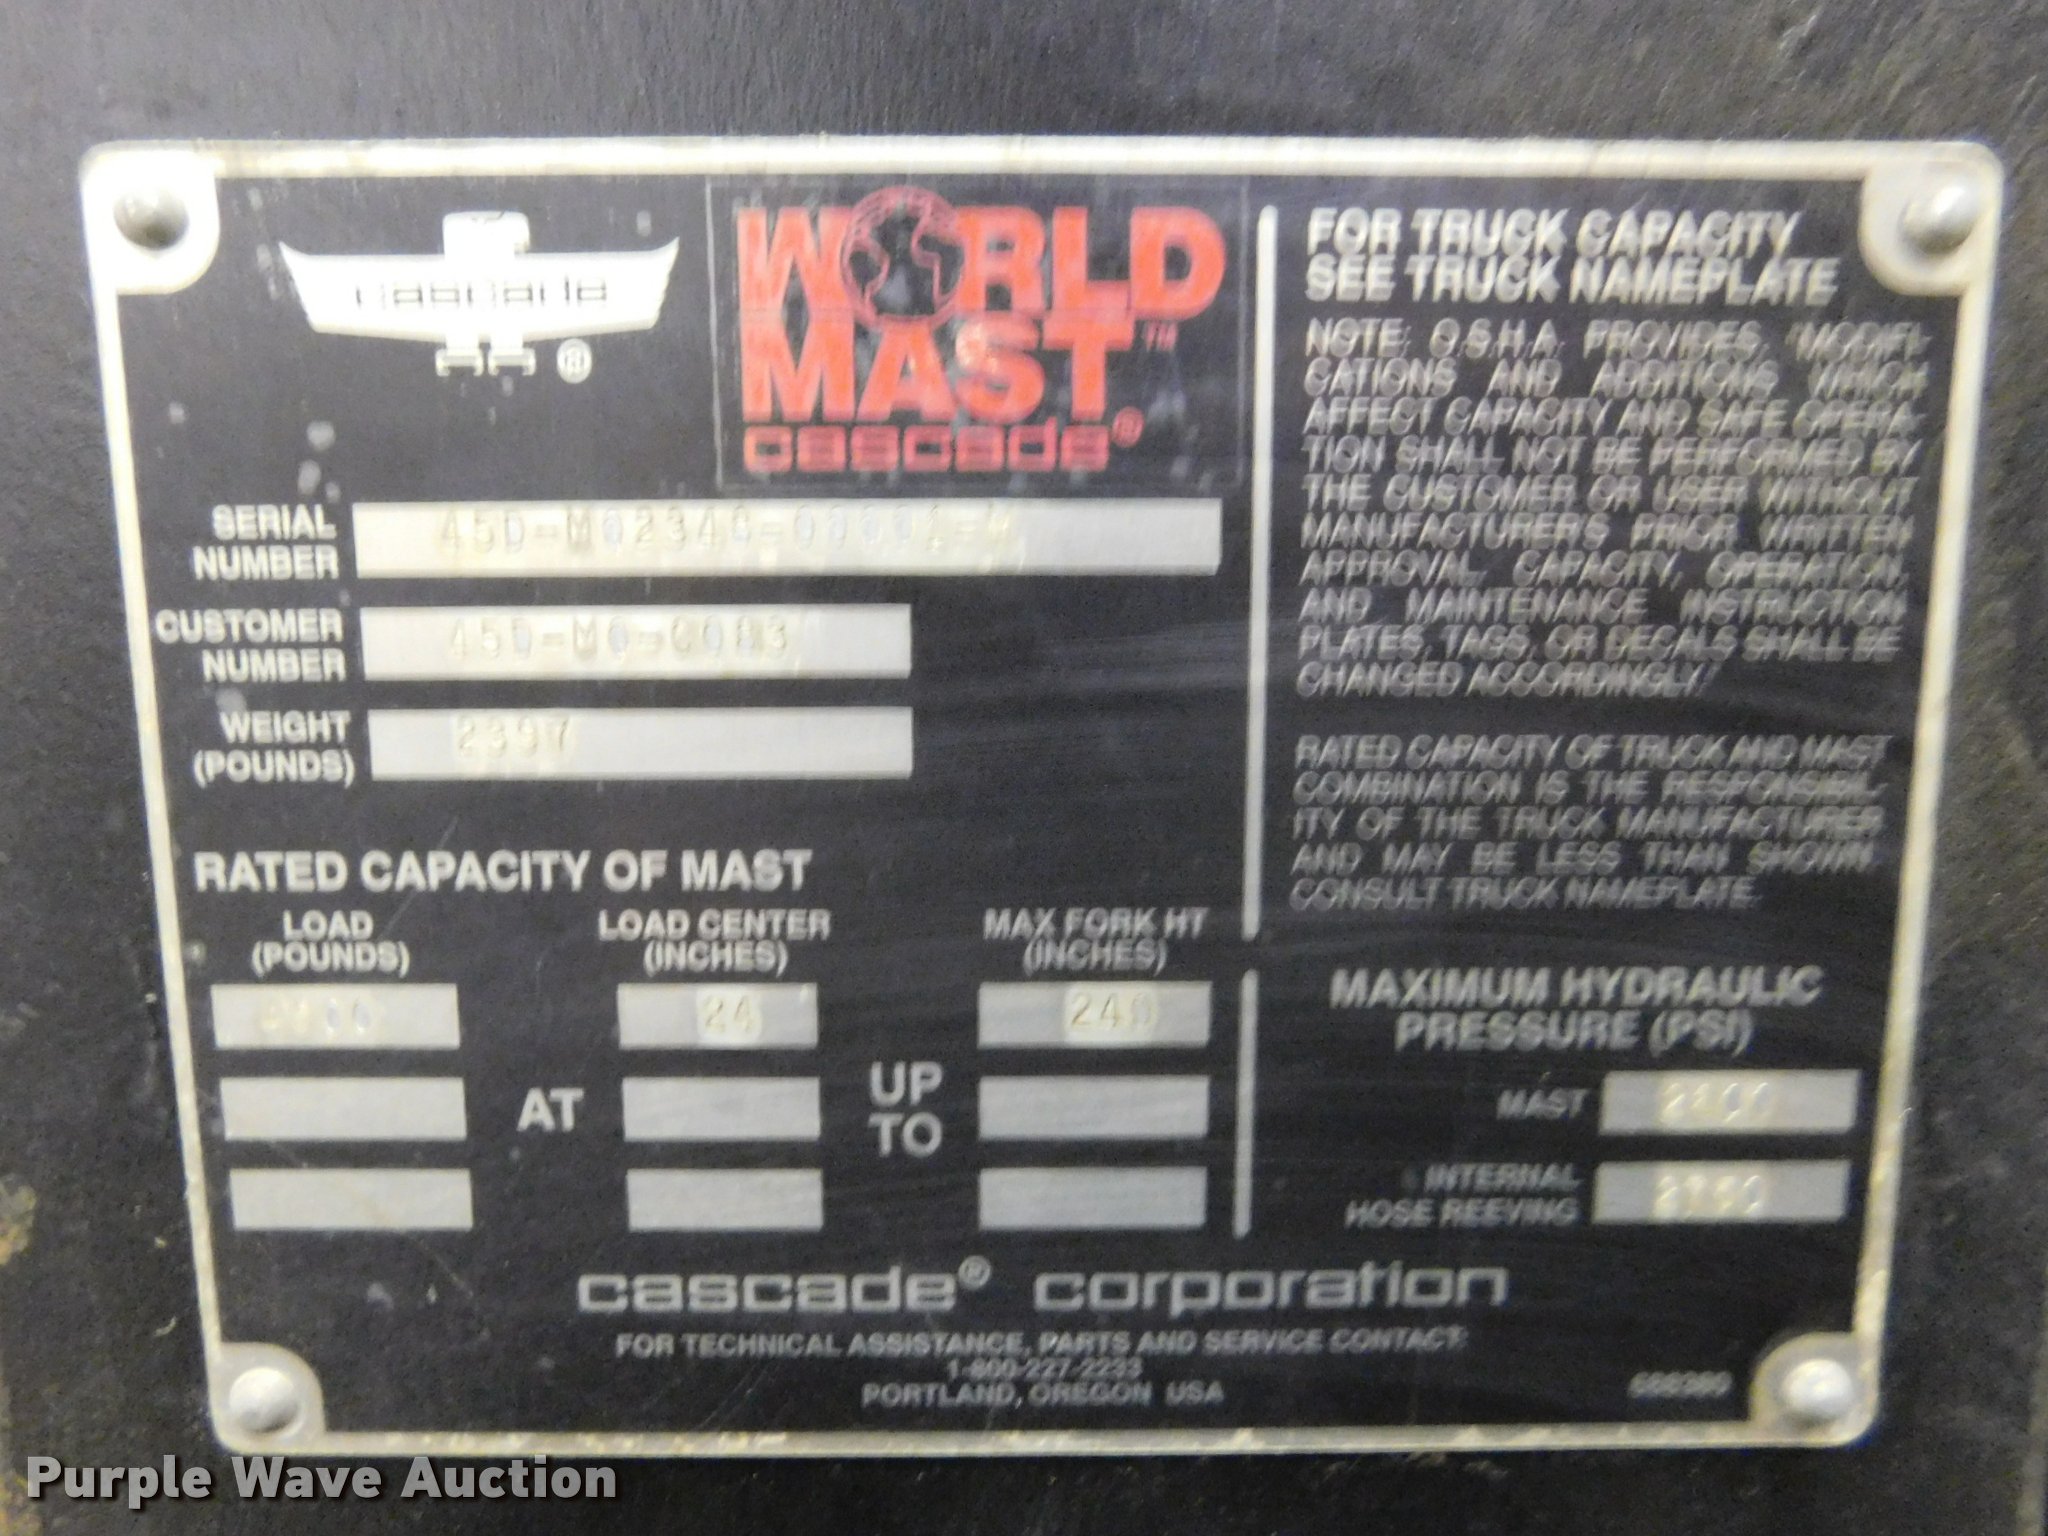 cascade ®
WORLD
MAST™
cascade®
SERIAL
NUMBER
CUSTOMER
NUMBER
WEIGHT
(POUNDS)
2397
RATED CAPACITY OF MAST
LOAD
(POUNDS)
LOAD CENTER
(INCHES)
24
MAX FORK HT
(INCHES)
240
AT
UP
TO
FOR TRUCK CAPACITY
SEE TRUCK NAMEPLATE
NOTE: O.S.H.A. PROVIDES, "MODIFI-
CATIONS AND ADDITIONS WHICH
AFFECT CAPACITY AND SAFE OPERA-
TION SHALL NOT BE PERFORMED BY
THE CUSTOMER OR USER WITHOUT
MANUFACTURERS PRIOR WRITTEN
APPROVAL, CAPACITY, OPERATION,
AND MAINTENANCE INSTRUCTION
PLATES, TAGS, OR DECALS SHALL BE
CHANGED ACCORDINGLY."
RATED CAPACITY OF TRUCK AND MAST
COMBINATION IS THE RESPONSIBIL-
ITY OF THE TRUCK MANUFACTURER
AND MAY BE LESS THAN SHOWN.
CONSULT TRUCK NAMEPLATE.
MAXIMUM HYDRAULIC
PRESSURE (PSI)
MAST
INTERNAL
HOSE REEVING
cascade® corporation
FOR TECHNICAL ASSISTANCE, PARTS AND SERVICE CONTACT:
1-800-227-2233
PORTLAND, OREGON USA
Purple Wave Auction